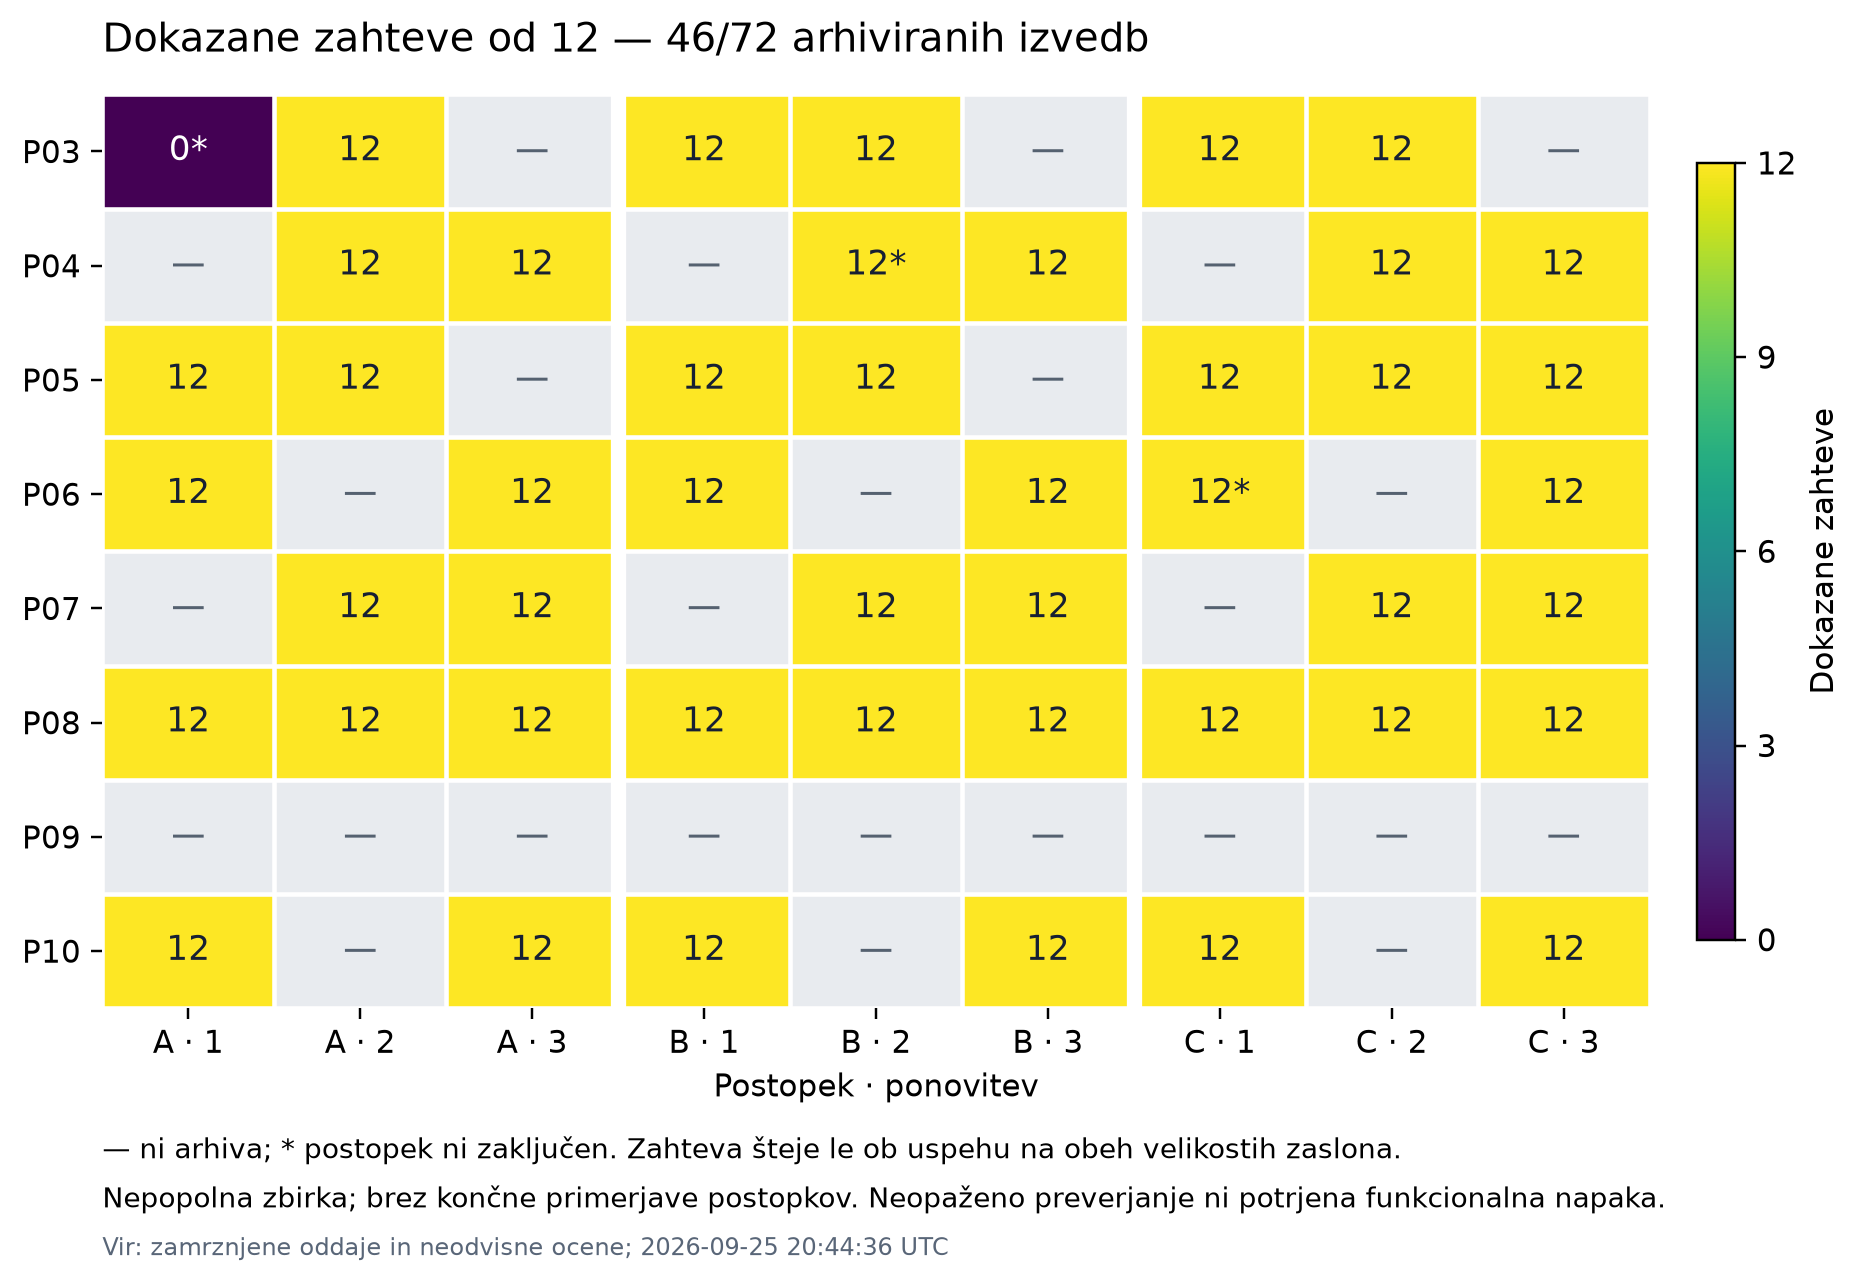 Dokazane zahteve od 12 — 46/72 arhiviranih izvedb
P03 0* 12 — 12 12 — 12 12 —
P04 — 12 12 — 12* 12 — 12 12
P05 12 12 — 12 12 — 12 12 12
P06 12 — 12 12 — 12 12* — 12
P07 — 12 12 — 12 12 — 12 12
P08 12 12 12 12 12 12 12 12 12
P09 — — — — — — — — —
P10 12 — 12 12 — 12 12 — 12
A · 1 A · 2 A · 3 B · 1 B · 2 B · 3 C · 1 C · 2 C · 3
Postopek · ponovitev
12
9
6
3
0
Dokazane zahteve
— ni arhiva; * postopek ni zaključen. Zahteva šteje le ob uspehu na obeh velikostih zaslona.
Nepopolna zbirka; brez končne primerjave postopkov. Neopaženo preverjanje ni potrjena funkcionalna napaka.
Vir: zamrznjene oddaje in neodvisne ocene; 2026-09-25 20:44:36 UTC